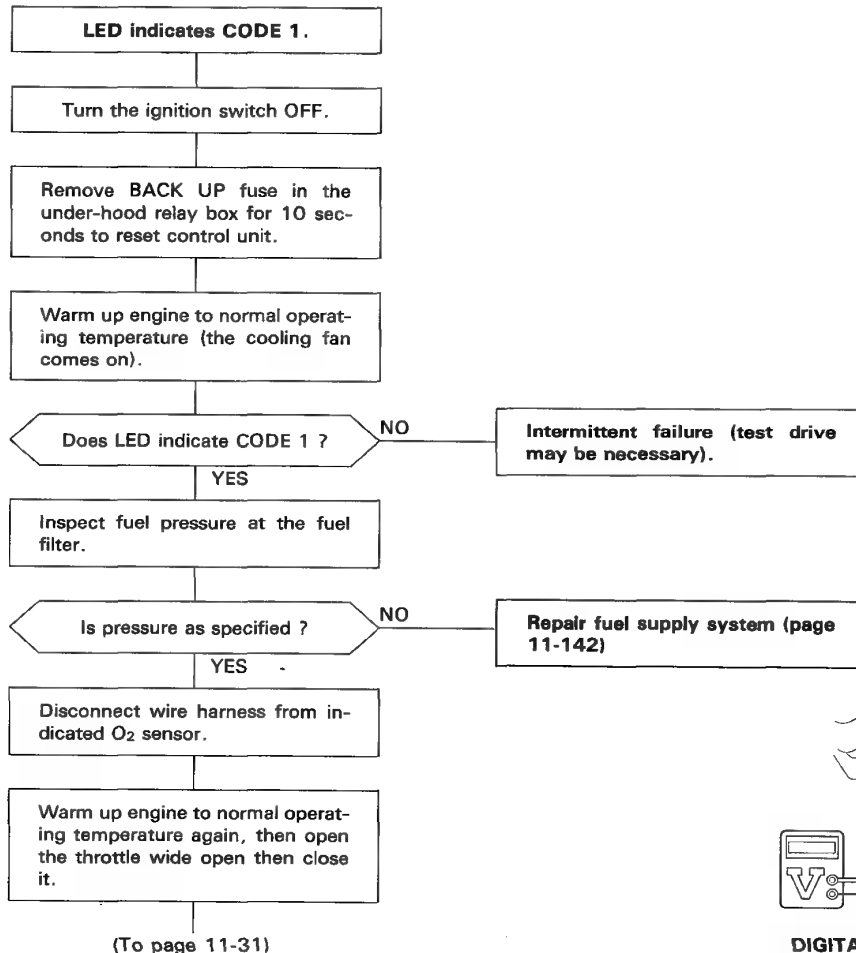 LED indicates CODE 1.
Turn the ignition switch OFF.
Remove BACK UP fuse in the
under-hood relay box for 10 sec-
onds to reset control unit.
Warm up engine to normal operat-
ing temperature (the cooling fan
comes on).
Does LED indicate CODE 1 ?
NO
Intermittent failure (test drive
may be necessary).
YES
Inspect fuel pressure at the fuel
filter.
Is pressure as specified ?
NO
Repair fuel supply system (page
11-142)
YES
Disconnect wire harness from in-
dicated O2 sensor.
Warm up engine to normal operat-
ing temperature again, then open
the throttle wide open then close
it.
V
(To page 11-31)
DIGITA